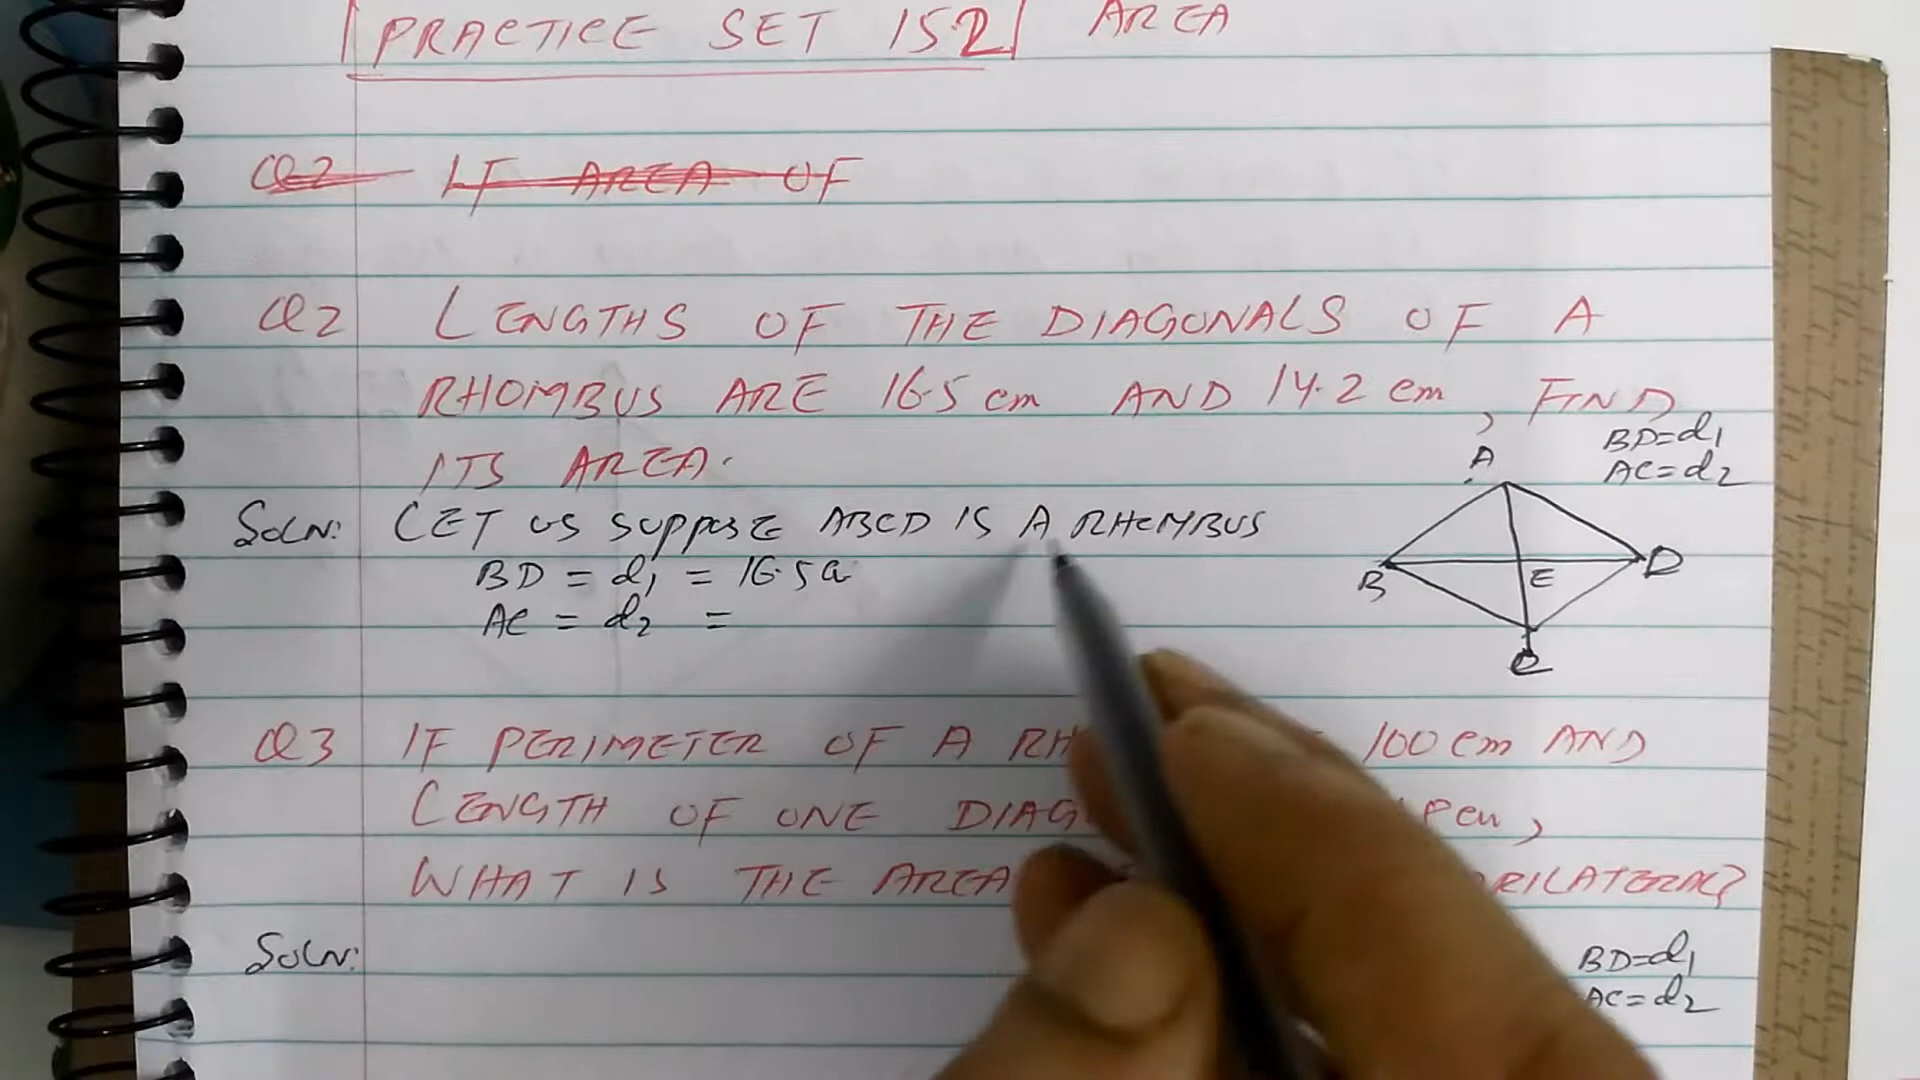 PRACTICE SET 152 AREA
Q2 IF AREA OF
Q2 LENGTHS OF THE DIAGONALS OF A
RHOMBUS ARE 16.5 cm AND 14.2 cm, FIND
ITS AREA.
BD=d1
AC=d2
A
B
E
D
C
SOLN: LET US SUPPOSE ABCD IS A RHOMBUS
BD = d1 = 16.5 c
AC = d2 =
Q3 IF PERIMETER OF A RH 100 cm AND
LENGTH OF ONE DIAG
WHAT IS THE AREA RILATERAL?
SOLN:
BD=d1
AC=d2